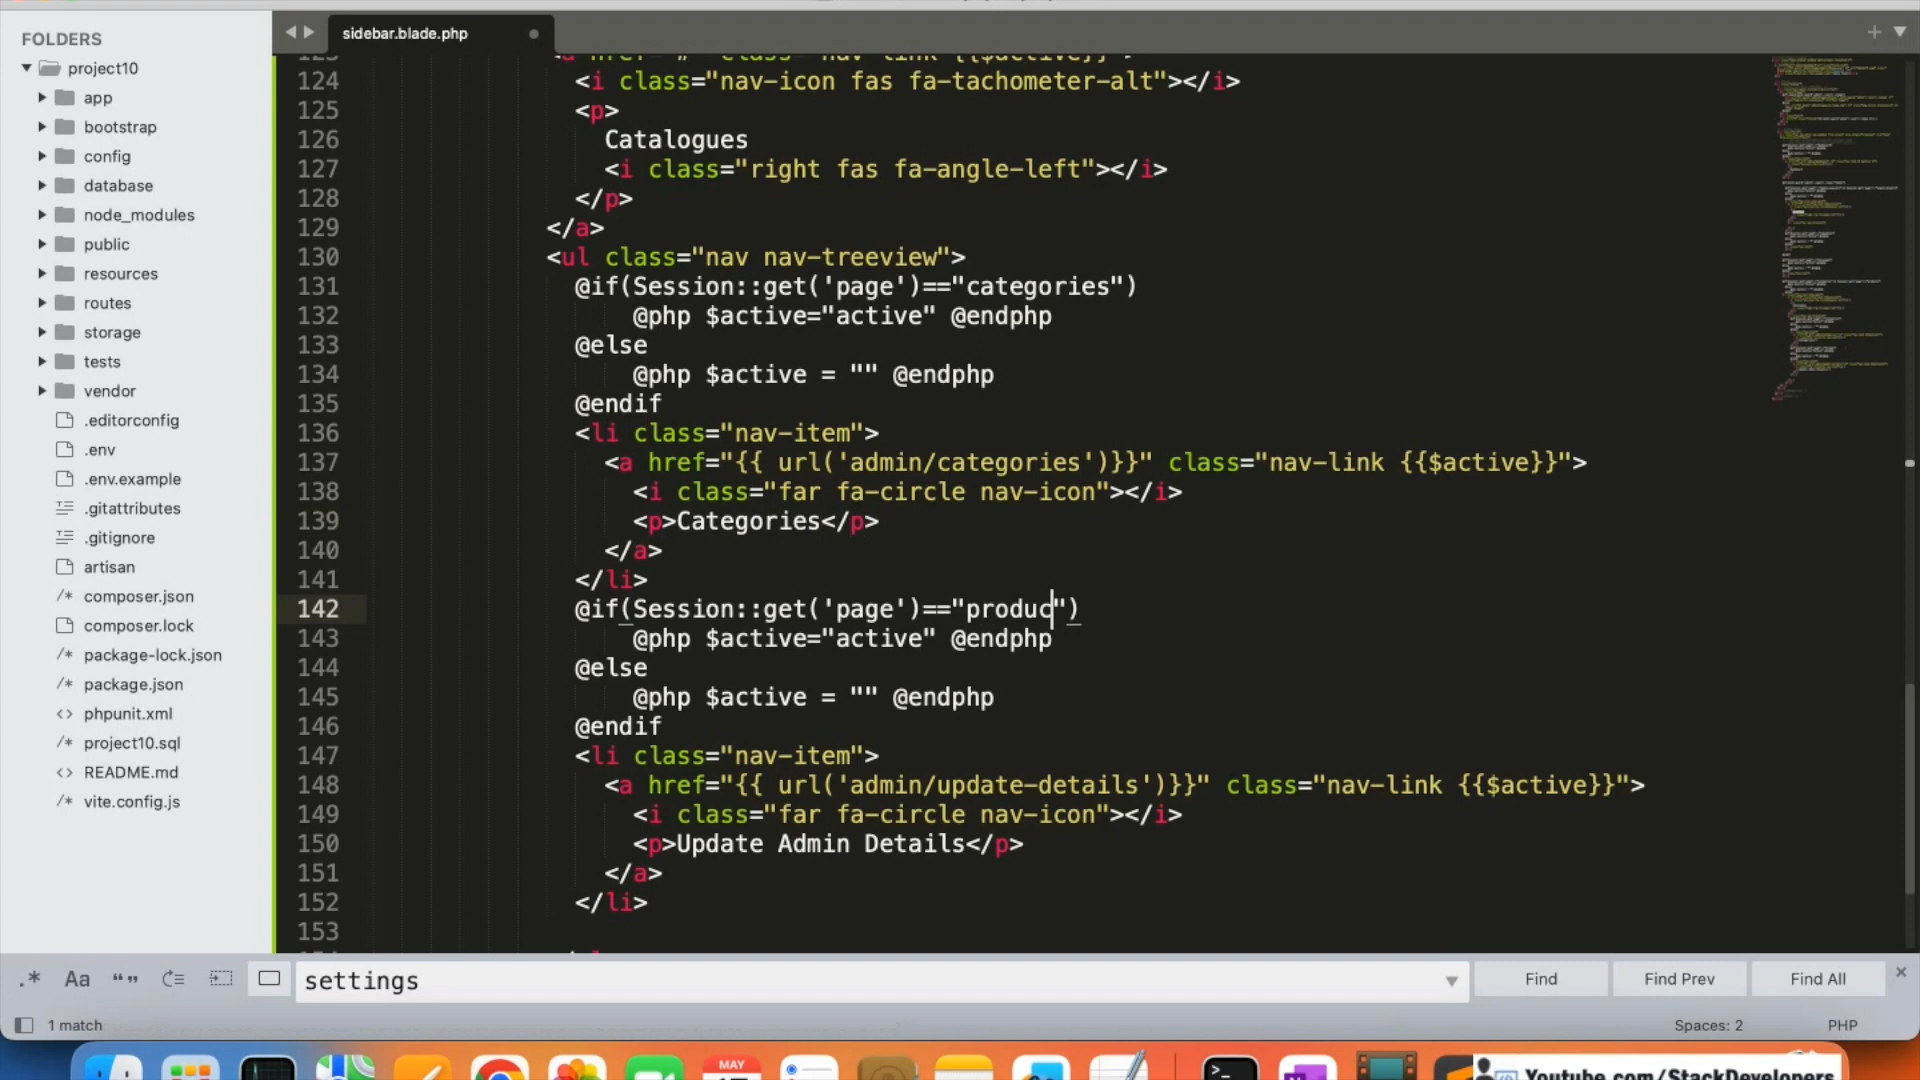 FOLDERS
project10
app
bootstrap
config
database
node_modules
public
resources
routes
storage
tests
vendor
.editorconfig
.env
.env.example
.gitattributes
.gitignore
artisan
composer.json
composer.lock
package-lock.json
package.json
phpunit.xml
project10.sql
README.md
vite.config.js
sidebar.blade.php
124 <i class="nav-icon fas fa-tachometer-alt"></i>
125 <p>
126 Catalogues
127 <i class="right fas fa-angle-left"></i>
128 </p>
129 </a>
130 <ul class="nav nav-treeview">
131 @if(Session::get('page')=="categories")
132 @php $active="active" @endphp
133 @else
134 @php $active = "" @endphp
135 @endif
136 <li class="nav-item">
137 <a href="{{ url('admin/categories')}}" class="nav-link {{$active}}">
138 <i class="far fa-circle nav-icon"></i>
139 <p>Categories</p>
140 </a>
141 </li>
142 @if(Session::get('page')=="produc")
143 @php $active="active" @endphp
144 @else
145 @php $active = "" @endphp
146 @endif
147 <li class="nav-item">
148 <a href="{{ url('admin/update-details')}}" class="nav-link {{$active}}">
149 <i class="far fa-circle nav-icon"></i>
150 <p>Update Admin Details</p>
151 </a>
152 </li>
153
.* Aa “” settings Find Find Prev Find All
1 match Spaces: 2 PHP
MAY
Youtube.com/StackDevelopers